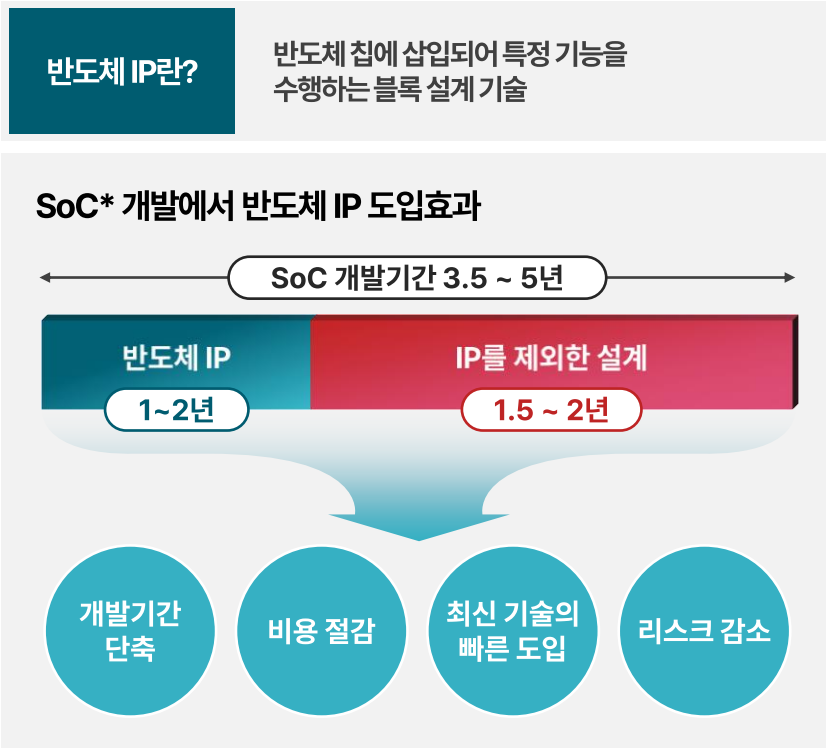 반도체 IP란?
반도체 칩에 삽입되어 특정 기능을
수행하는 블록 설계 기술
SoC* 개발에서 반도체 IP 도입효과
SoC 개발기간 3.5 ~ 5년
반도체 IP
IP를 제외한 설계
1~2년
1.5 ~ 2년
개발기간
단축
비용 절감
최신 기술의
빠른 도입
리스크 감소